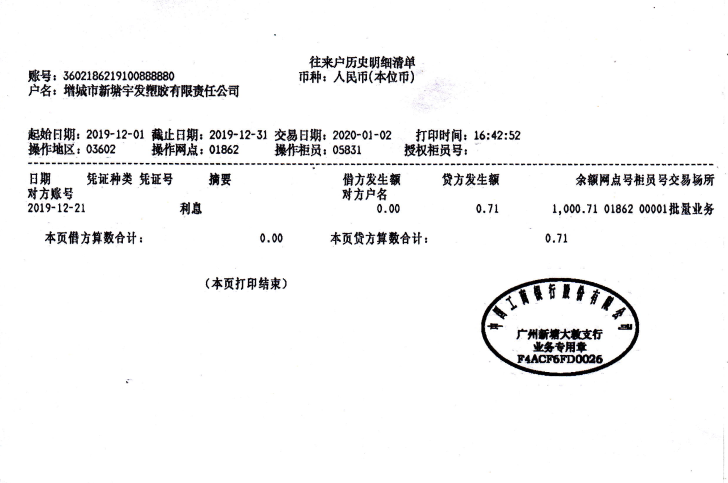 往来户历史明细清单
账号：3602186219100888880 币种：人民币(本位币)
户名：增城市新塘宇发塑胶有限责任公司
起始日期：2019-12-01 截止日期：2019-12-31 交易日期：2020-01-02 打印时间：16:42:52
操作地区：03602 操作网点：01862 操作柜员：05831 授权柜员号：
日期 凭证种类 凭证号 摘要 借方发生额 贷方发生额 余额网点号柜员号交易场所
对方账号 对方户名
2019-12-21 利息 0.00 0.71 1,000.71 01862 00001批量业务
本页借方算数合计： 0.00 本页贷方算数合计： 0.71
(本页打印结束)
中国工商银行股份有限公司
广州新塘大敦支行
业务专用章
F4ACF5FD0026